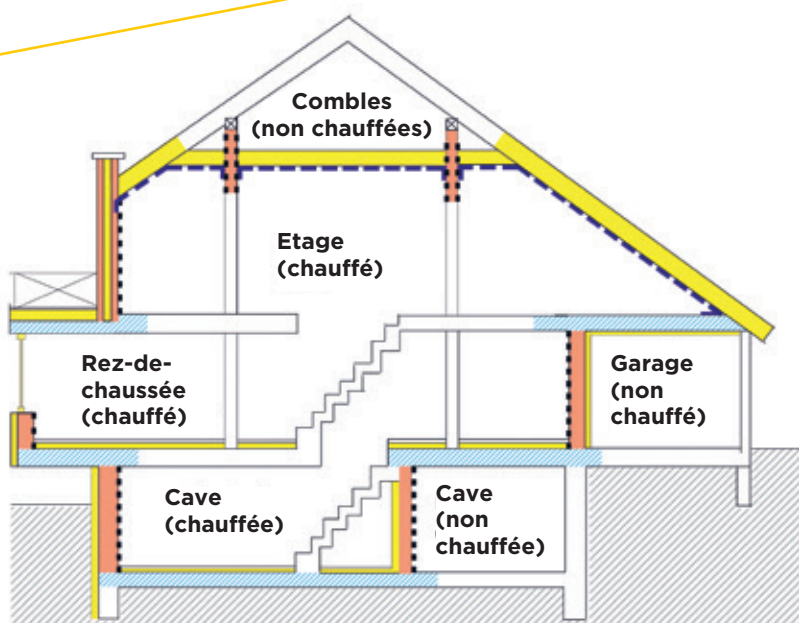 Combles
(non chauffées)
Etage
(chauffé)
Rez-de-
chaussée
(chauffé)
Garage
(non
chauffé)
Cave
(chauffée)
Cave
(non
chauffée)